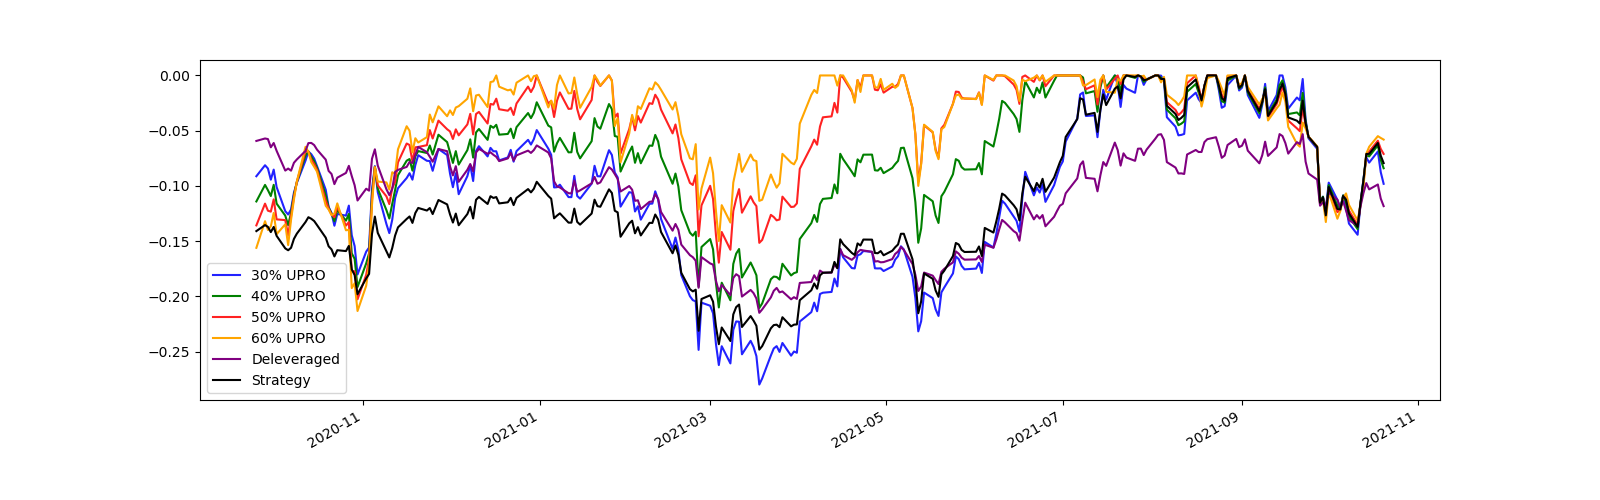 0.00
−0.05
−0.10
−0.15
−0.20
−0.25
30% UPRO
40% UPRO
50% UPRO
60% UPRO
Deleveraged
Strategy
2020-11
2021-01
2021-03
2021-05
2021-07
2021-09
2021-11